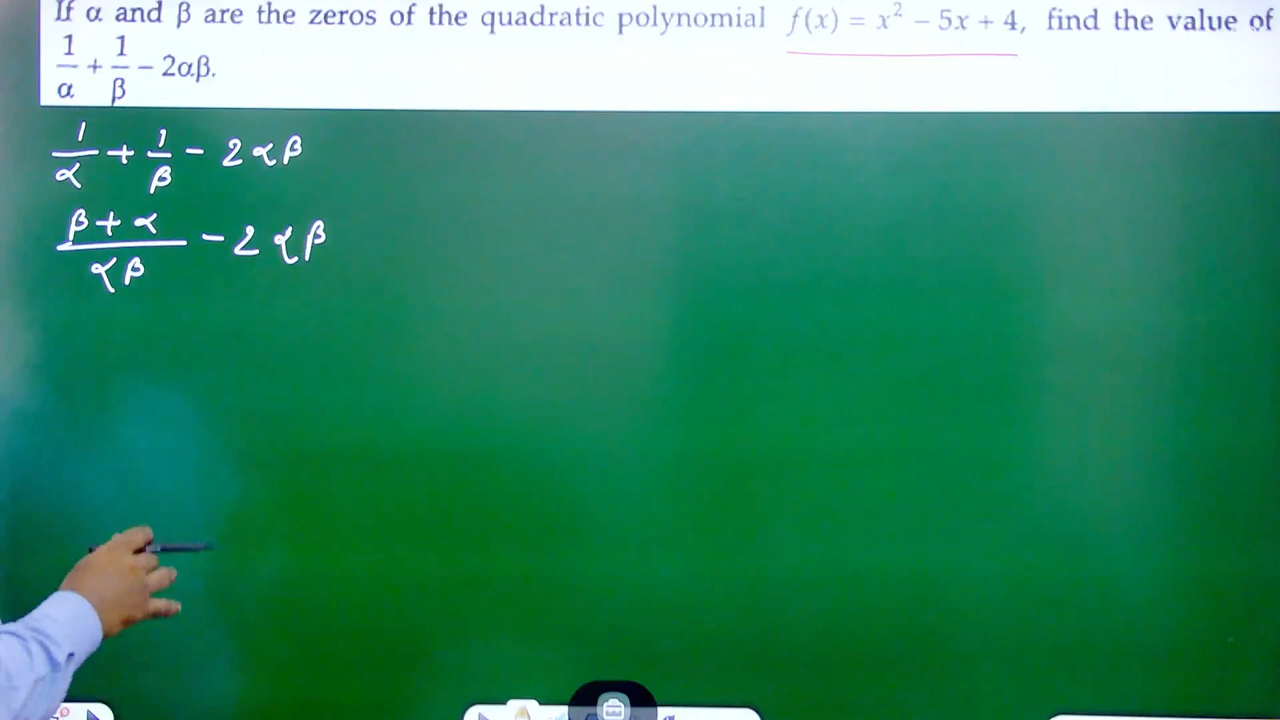 If α and β are the zeros of the quadratic polynomial f(x) = x² − 5x + 4, find the value of
1/α + 1/β − 2αβ.
1/α + 1/β − 2αβ
β + α/αβ − 2αβ